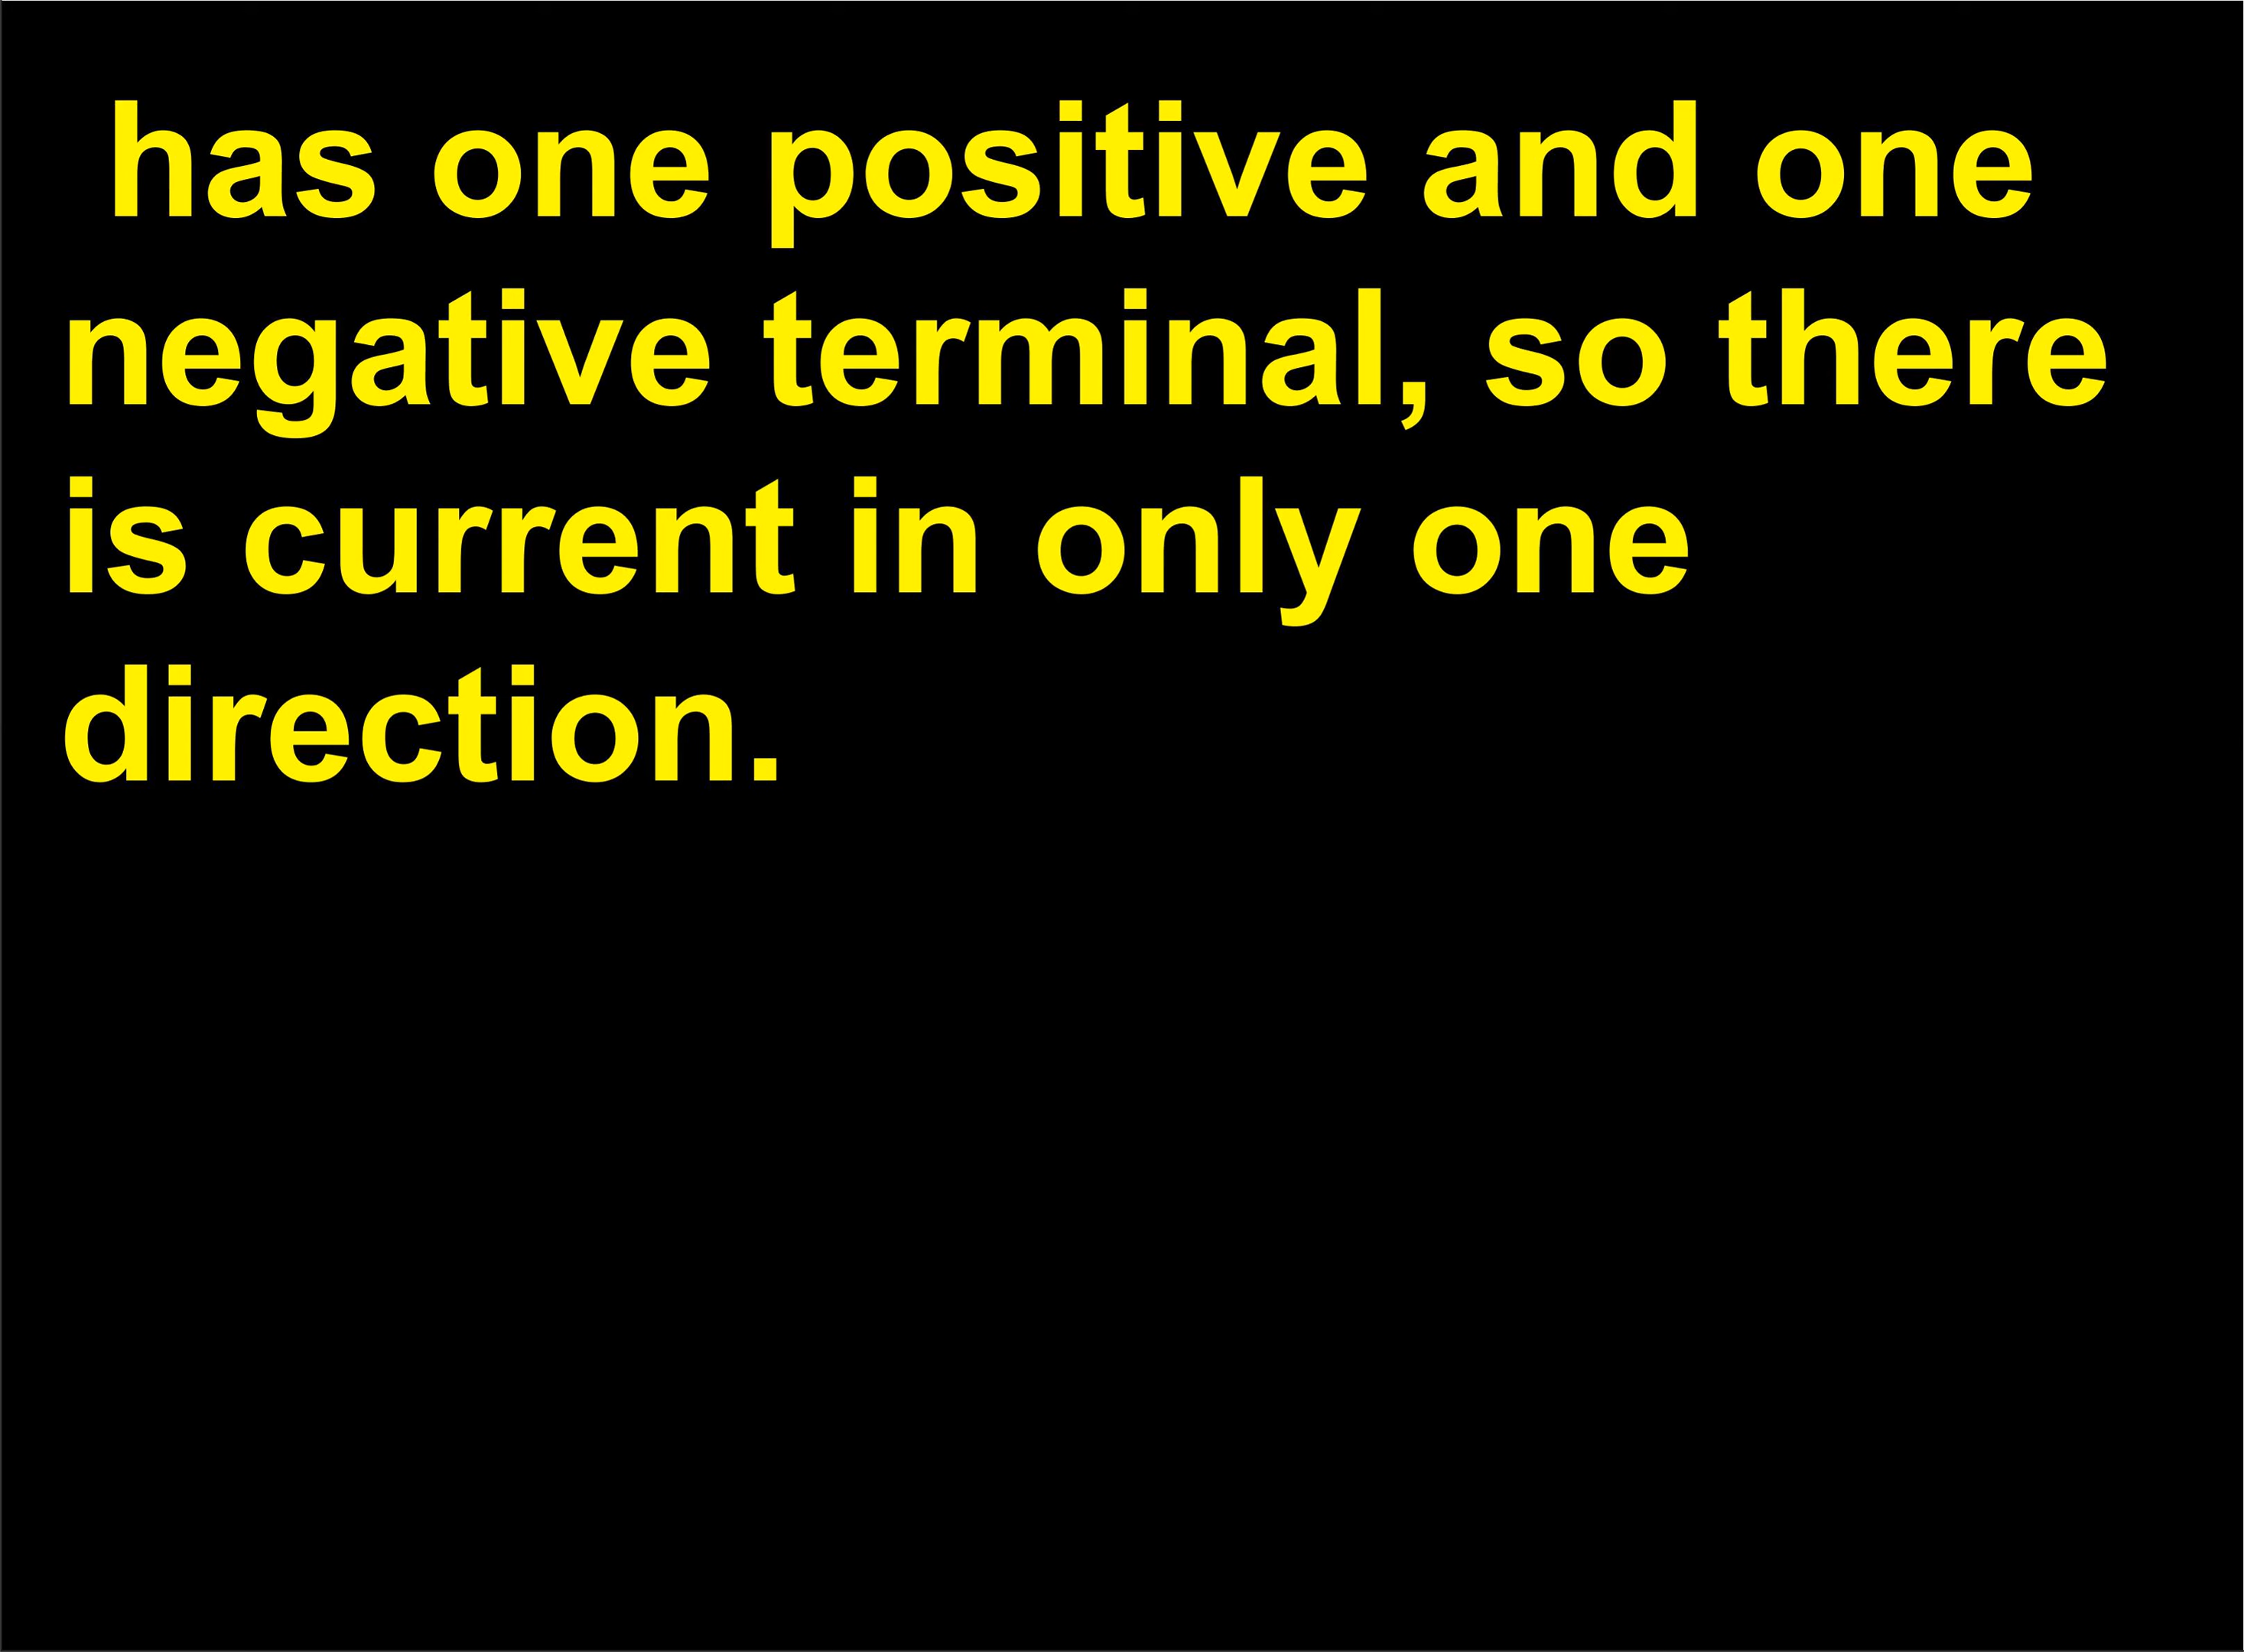 has one positive and one
negative terminal, so there
is current in only one
direction.